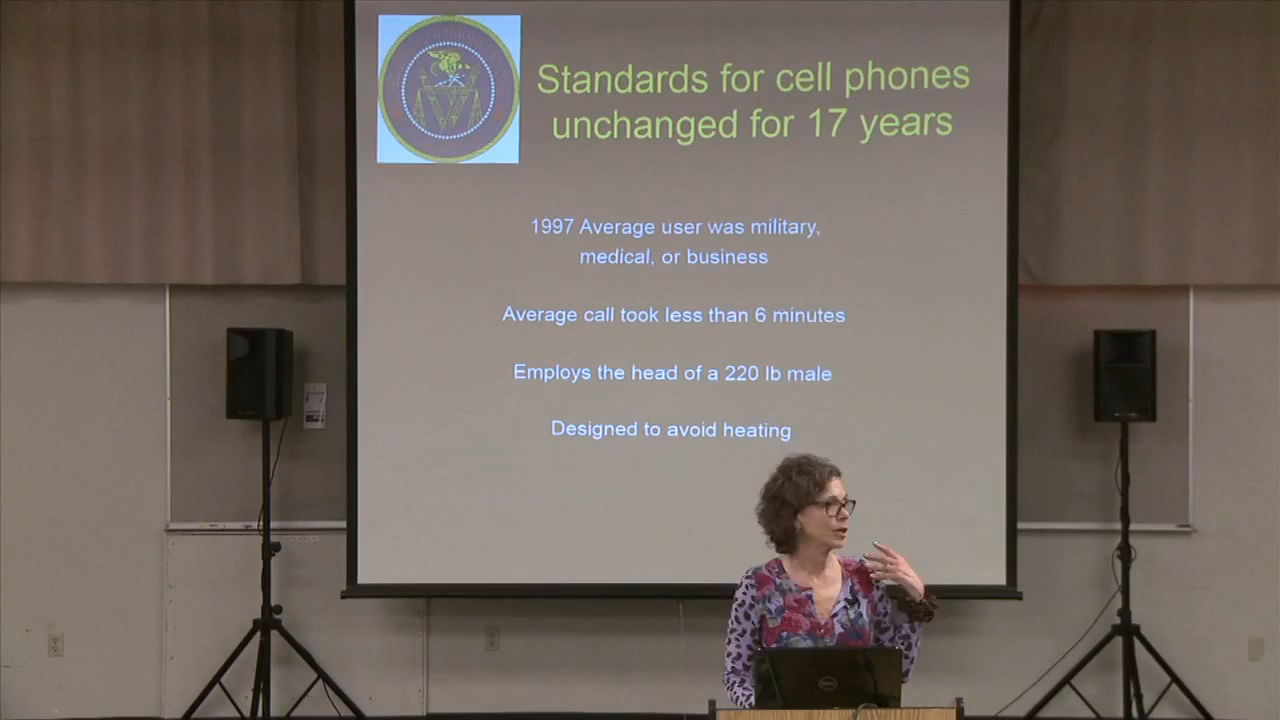 Standards for cell phones
unchanged for 17 years
1997 Average user was military,
medical, or business
Average call took less than 6 minutes
Employs the head of a 220 lb male
Designed to avoid heating
DELL